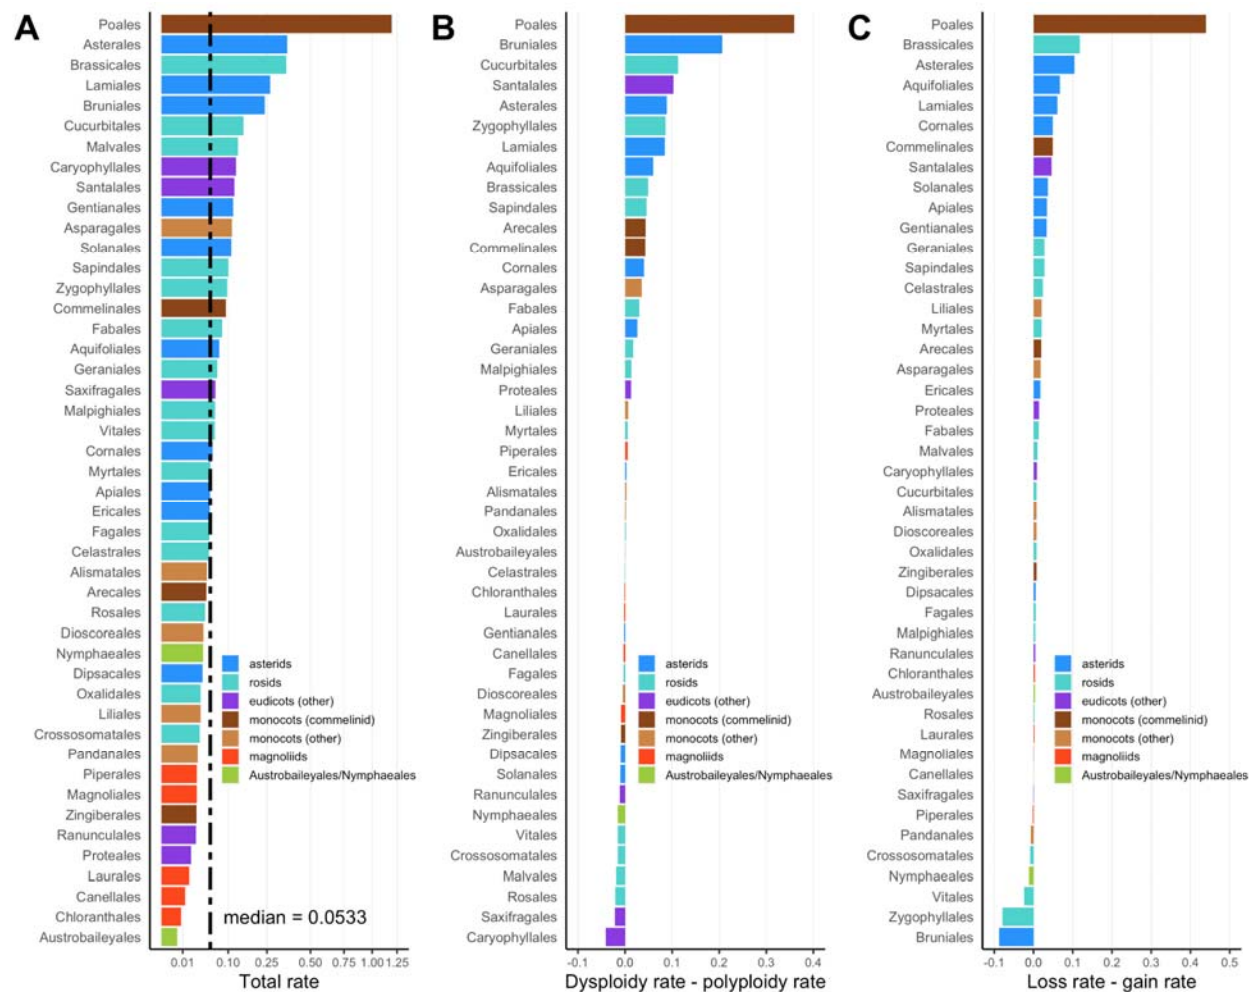 A
Poales
Asterales
Brassicales
Lamiales
Bruniales
Cucurbitales
Malvales
Caryophyllales
Santalales
Gentianales
Asparagales
Solanales
Sapindales
Zygophyllales
Commelinales
Fabales
Aquifoliales
Geraniales
Saxifragales
Malpighiales
Vitales
Cornales
Myrtales
Apiales
Ericales
Fagales
Celastrales
Alismatales
Arecales
Rosales
Dioscoreales
Nymphaeales
Dipsacales
Oxalidales
Liliales
Crossosomatales
Pandanales
Piperales
Magnoliales
Zingiberales
Ranunculales
Proteales
Laurales
Canellales
Chloranthales
Austrobaileyales
asterids
rosids
eudicots (other)
monocots (commelinid)
monocots (other)
magnoliids
Austrobaileyales/Nymphaeales
median = 0.0533
0.01 0.10 0.25 0.50 0.75 1.00 1.25
Total rate
B
Poales
Bruniales
Cucurbitales
Santalales
Asterales
Zygophyllales
Lamiales
Aquifoliales
Brassicales
Sapindales
Arecales
Commelinales
Cornales
Asparagales
Fabales
Apiales
Geraniales
Malpighiales
Proteales
Liliales
Myrtales
Piperales
Ericales
Alismatales
Pandanales
Oxalidales
Austrobaileyales
Celastrales
Chloranthales
Laurales
Gentianales
Canellales
Fagales
Dioscoreales
Magnoliales
Zingiberales
Dipsacales
Solanales
Ranunculales
Nymphaeales
Vitales
Crossosomatales
Malvales
Rosales
Saxifragales
Caryophyllales
asterids
rosids
eudicots (other)
monocots (commelinid)
monocots (other)
magnoliids
Austrobaileyales/Nymphaeales
-0.1 0.0 0.1 0.2 0.3 0.4
Dysploidy rate - polyploidy rate
C
Poales
Brassicales
Asterales
Aquifoliales
Lamiales
Cornales
Commelinales
Santalales
Solanales
Apiales
Gentianales
Geraniales
Sapindales
Celastrales
Liliales
Myrtales
Arecales
Asparagales
Ericales
Proteales
Fabales
Malvales
Caryophyllales
Cucurbitales
Alismatales
Dioscoreales
Oxalidales
Zingiberales
Dipsacales
Fagales
Malpighiales
Ranunculales
Chloranthales
Austrobaileyales
Rosales
Laurales
Magnoliales
Canellales
Saxifragales
Piperales
Pandanales
Crossosomatales
Nymphaeales
Vitales
Zygophyllales
Bruniales
asterids
rosids
eudicots (other)
monocots (commelinid)
monocots (other)
magnoliids
Austrobaileyales/Nymphaeales
-0.1 0.0 0.1 0.2 0.3 0.4 0.5
Loss rate - gain rate